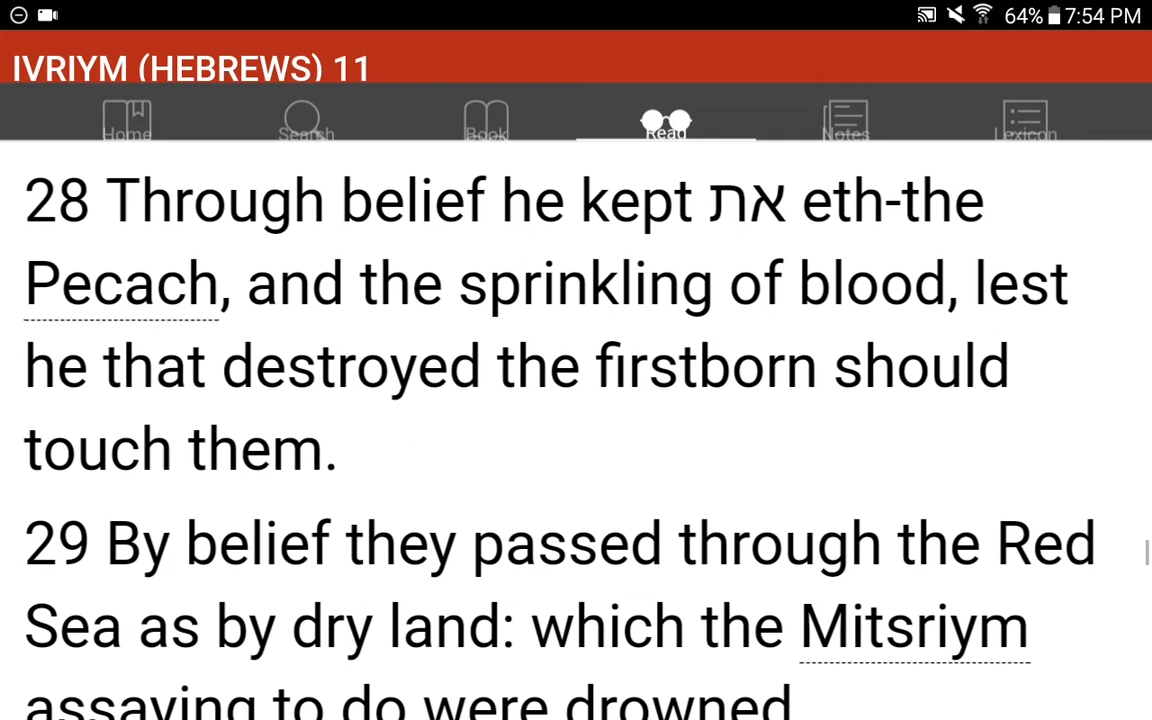 64% 7:54 PM
IVRIYM (HEBREWS) 11
Home Search Book Read Notes Lexicon
28 Through belief he kept את eth-the
Pecach, and the sprinkling of blood, lest
he that destroyed the firstborn should
touch them.
29 By belief they passed through the Red
Sea as by dry land: which the Mitsriym
assaying to do were drowned